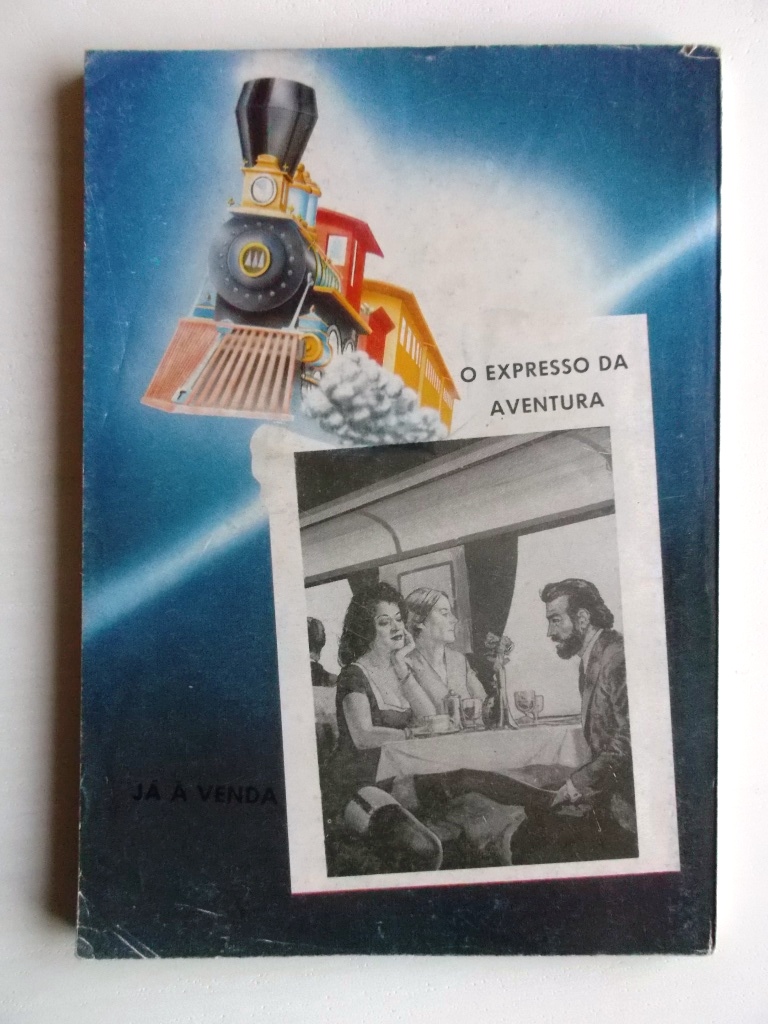 O EXPRESSO DA
AVENTURA
JÁ À VENDA